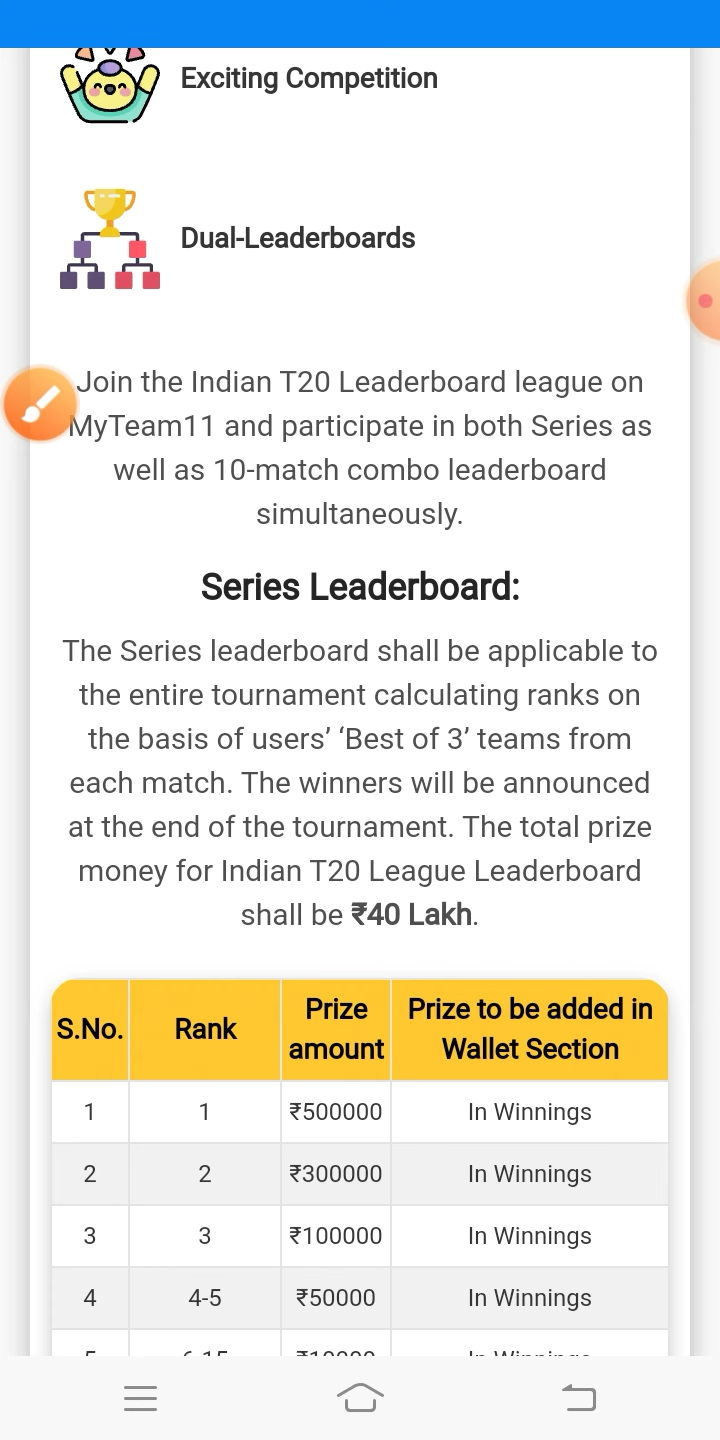 Exciting Competition
Dual-Leaderboards
Join the Indian T20 Leaderboard league on
MyTeam11 and participate in both Series as
well as 10-match combo leaderboard
simultaneously.
Series Leaderboard:
The Series leaderboard shall be applicable to
the entire tournament calculating ranks on
the basis of users’ ‘Best of 3’ teams from
each match. The winners will be announced
at the end of the tournament. The total prize
money for Indian T20 League Leaderboard
shall be ₹40 Lakh.
S.No. Rank Prize amount Prize to be added in Wallet Section
1 1 ₹500000 In Winnings
2 2 ₹300000 In Winnings
3 3 ₹100000 In Winnings
4 4-5 ₹50000 In Winnings